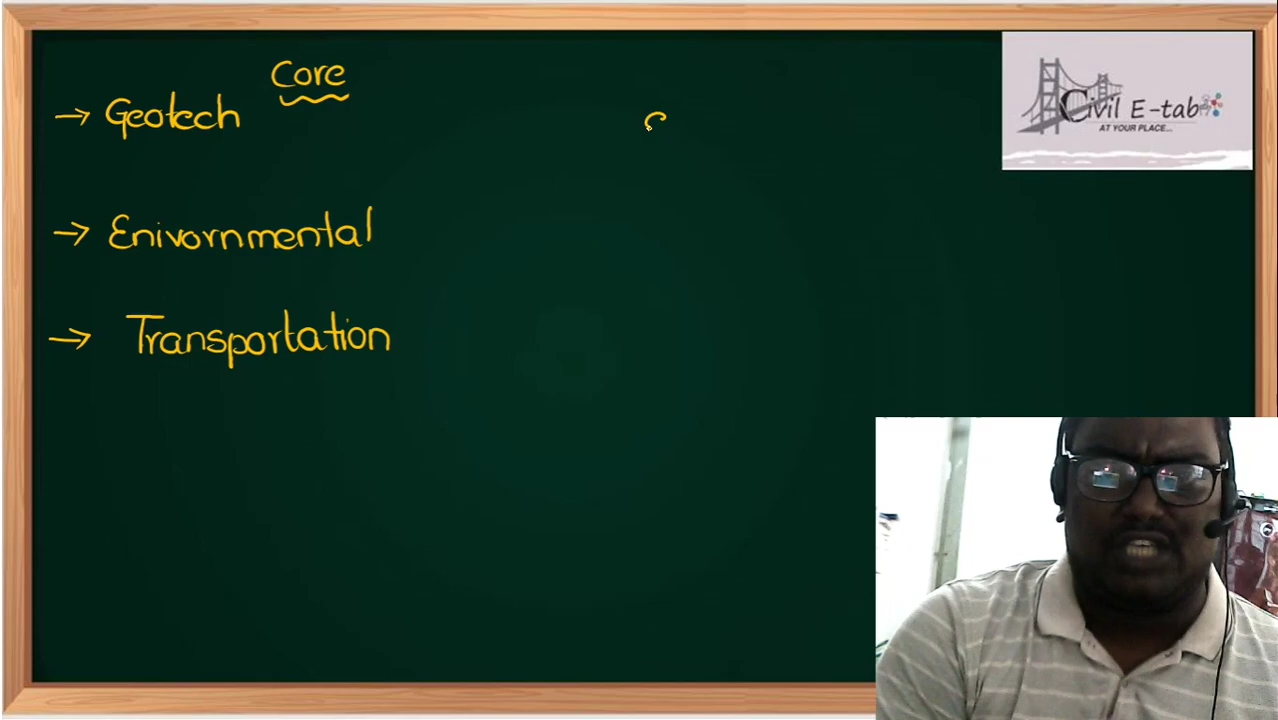 Core
→ Geotech
→ Enivornmental
→ Transportation
Civil E-tab
AT YOUR PLACE...